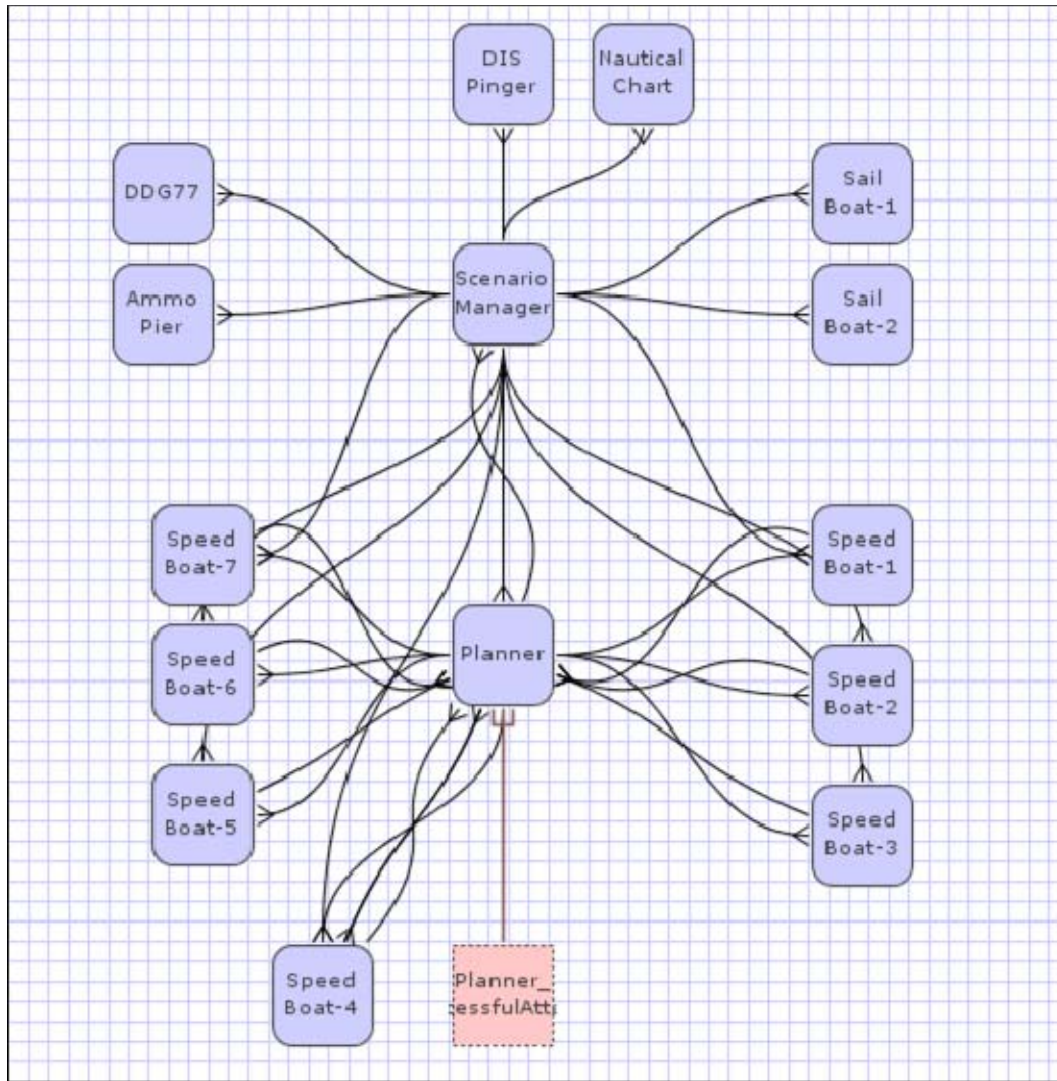 DIS
Pinger
Nautical
Chart
DDG77
Sail
Boat-1
Ammo
Pier
Scenario
Manager
Sail
Boat-2
Speed
Boat-7
Speed
Boat-1
Speed
Boat-6
Planner
Speed
Boat-2
Speed
Boat-5
Speed
Boat-3
Speed
Boat-4
Planner_
cessfulAtta